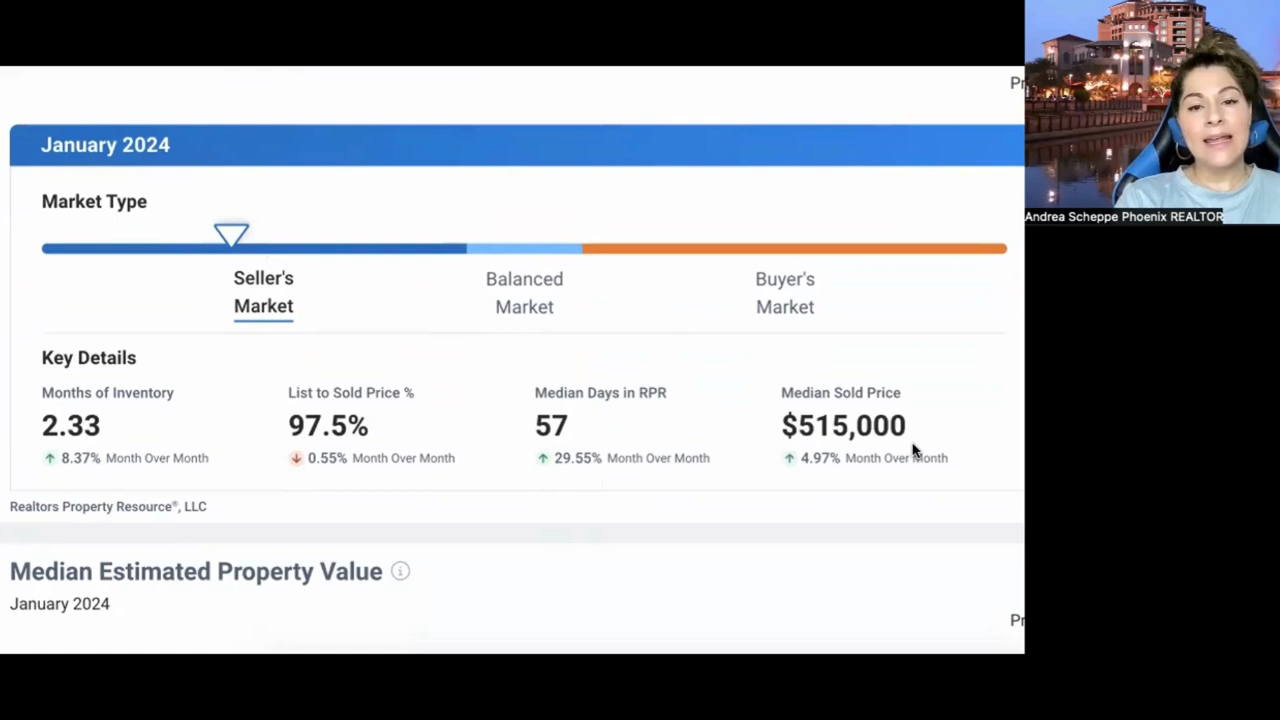 Pr
January 2024
Market Type
Seller's
Market
Balanced
Market
Buyer's
Market
Key Details
Months of Inventory
2.33
8.37% Month Over Month
List to Sold Price %
97.5%
0.55% Month Over Month
Median Days in RPR
57
29.55% Month Over Month
Median Sold Price
$515,000
4.97% Month Over Month
Realtors Property Resource®, LLC
Median Estimated Property Value
January 2024
Pr
Andrea Scheppe Phoenix REALTOR